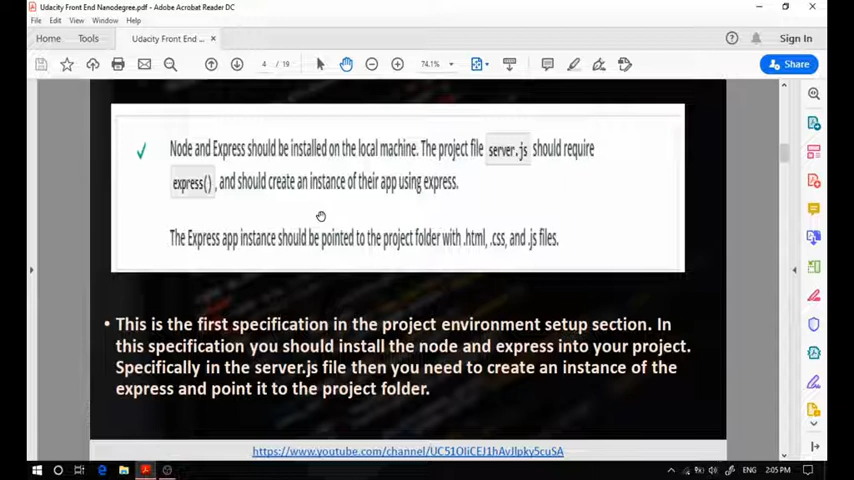 Udacity Front End Nanodegree.pdf - Adobe Acrobat Reader DC
File Edit View Window Help
Home Tools Udacity Front End ... × Sign In
4 / 19 74.1% Share
Node and Express should be installed on the local machine. The project file server.js should require
express() , and should create an instance of their app using express.
The Express app instance should be pointed to the project folder with .html, .css, and .js files.
• This is the first specification in the project environment setup section. In
this specification you should install the node and express into your project.
Specifically in the server.js file then you need to create an instance of the
express and point it to the project folder.
https://www.youtube.com/channel/UC51OIiCEJ1hAvJlpky5cuSA
ENG 2:05 PM